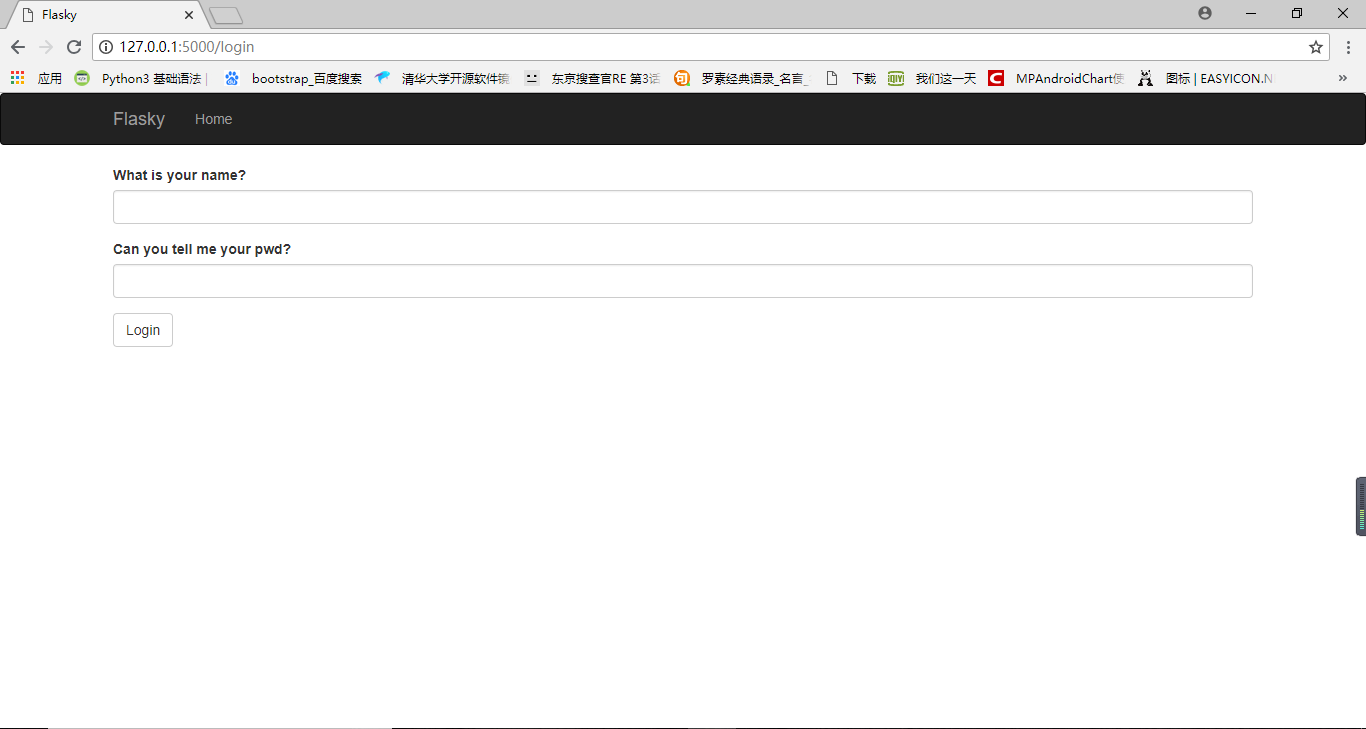 Flasky
127.0.0.1:5000/login
应用 Python3 基础语法 bootstrap_百度搜索 清华大学开源软件镜 东京搜查官RE 第3话 罗素经典语录_名言_ 下载 我们这一天 MPAndroidChart使 图标 | EASYICON.N »
Flasky Home
What is your name?
Can you tell me your pwd?
Login